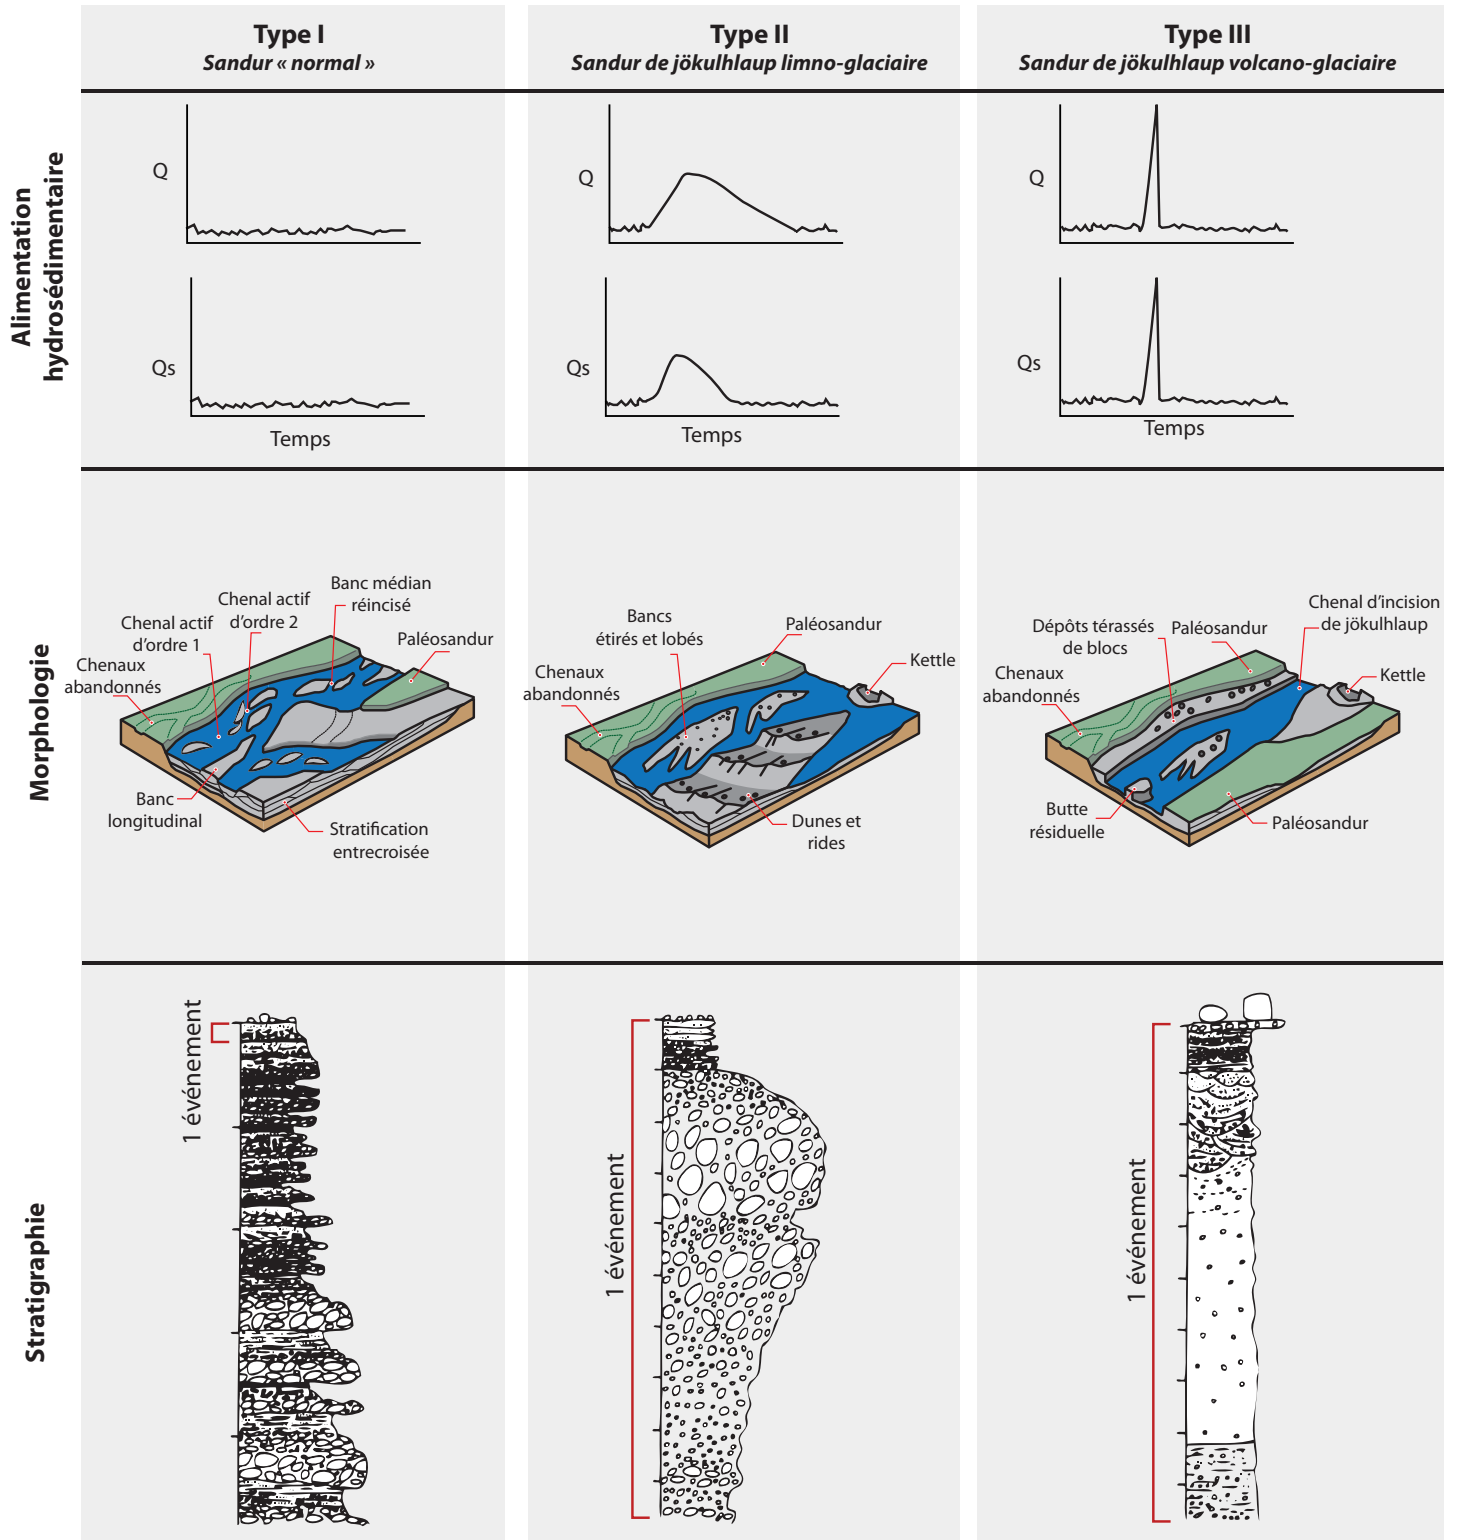 Type I
Sandur « normal »
Type II
Sandur de jökulhlaup limno-glaciaire
Type III
Sandur de jökulhlaup volcano-glaciaire
Alimentation
hydrosédimentaire
Q
Qs
Temps
Q
Qs
Temps
Q
Qs
Temps
Morphologie
Banc médian
réincisé
Chenal actif
d'ordre 2
Chenal actif
d'ordre 1
Paléosandur
Chenaux
abandonnés
Banc
longitudinal
Stratification
entrecroisée
Bancs
étirés et lobés
Paléosandur
Kettle
Chenaux
abandonnés
Dunes et
rides
Chenal d'incision
de jökulhlaup
Dépôts térassés
de blocs
Paléosandur
Kettle
Chenaux
abandonnés
Butte
résiduelle
Paléosandur
Stratigraphie
1 événement
1 événement
1 événement